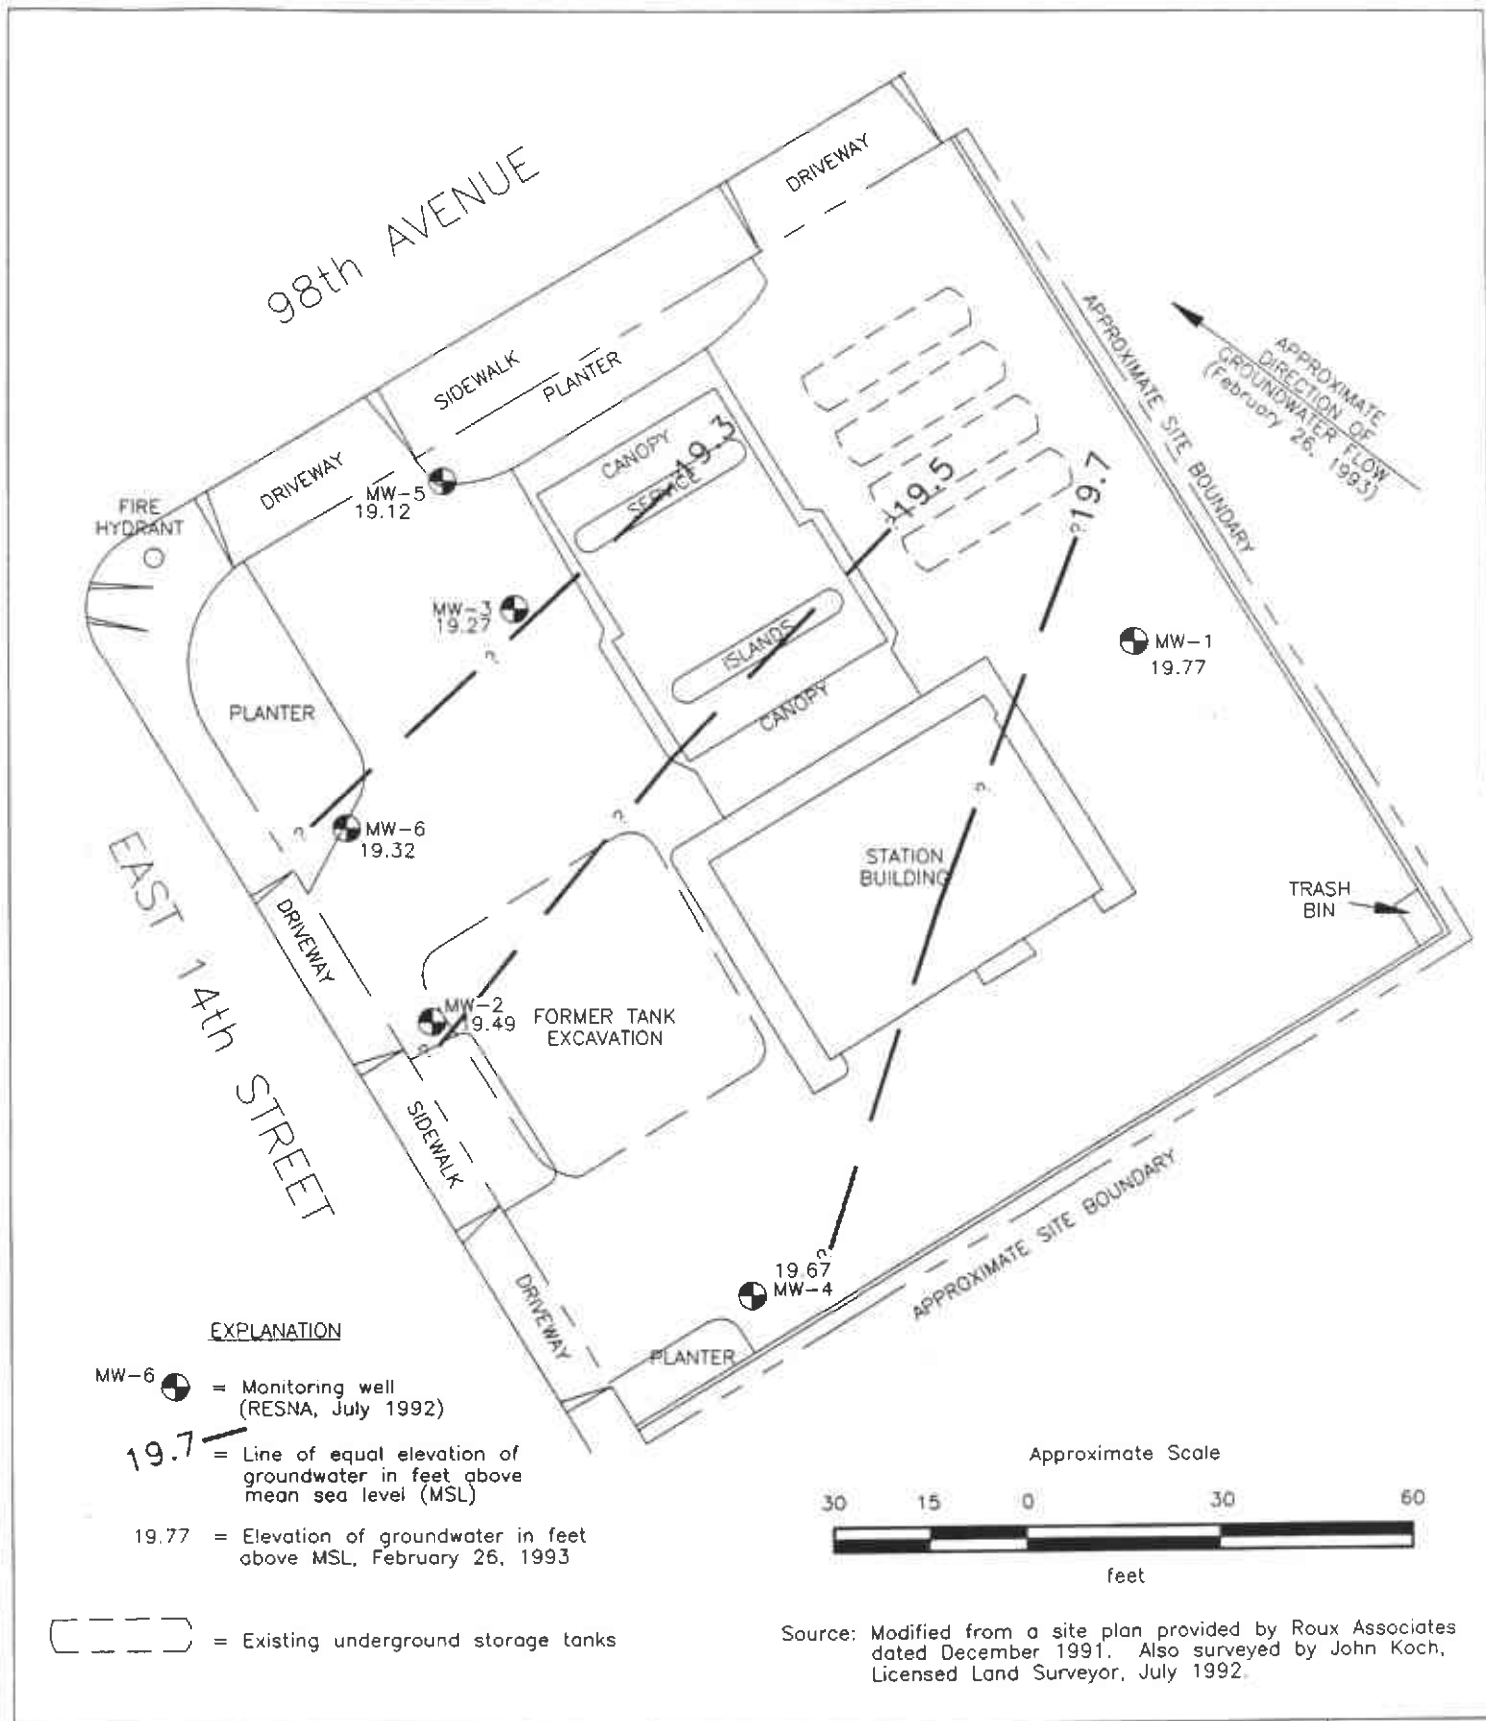 98th AVENUE
DRIVEWAY
SIDEWALK
PLANTER
DRIVEWAY
FIRE
HYDRANT
MW-5
19.12
CANOPY
SERVICE
19.3
19.5
19.7
APPROXIMATE SITE BOUNDARY
APPROXIMATE
DIRECTION OF
GROUNDWATER FLOW
(February 26, 1993)
MW-3
19.27
?
?
?
MW-1
19.77
ISLANDS
CANOPY
PLANTER
?
?
?
MW-6
19.32
STATION
BUILDING
TRASH
BIN
EAST 14th STREET
DRIVEWAY
MW-2
19.49
?
FORMER TANK
EXCAVATION
SIDEWALK
APPROXIMATE SITE BOUNDARY
?
19.67
MW-4
DRIVEWAY
PLANTER
EXPLANATION
MW-6
= Monitoring well
(RESNA, July 1992)
19.7
= Line of equal elevation of
groundwater in feet above
mean sea level (MSL)
19.77 = Elevation of groundwater in feet
above MSL, February 26, 1993
= Existing underground storage tanks
Approximate Scale
30 15 0 30 60
feet
Source: Modified from a site plan provided by Roux Associates
dated December 1991. Also surveyed by John Koch,
Licensed Land Surveyor, July 1992.